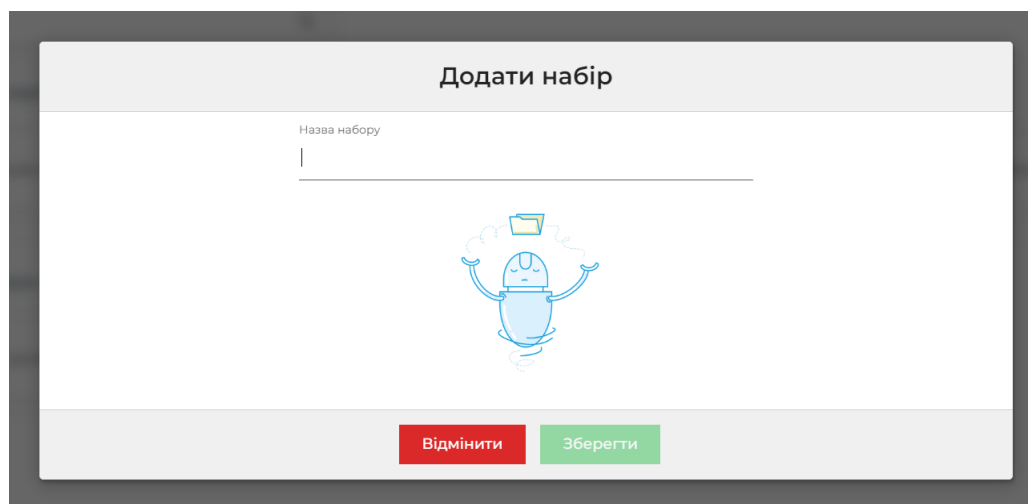 Додати набір
Назва набору
Відмінити
Зберегти